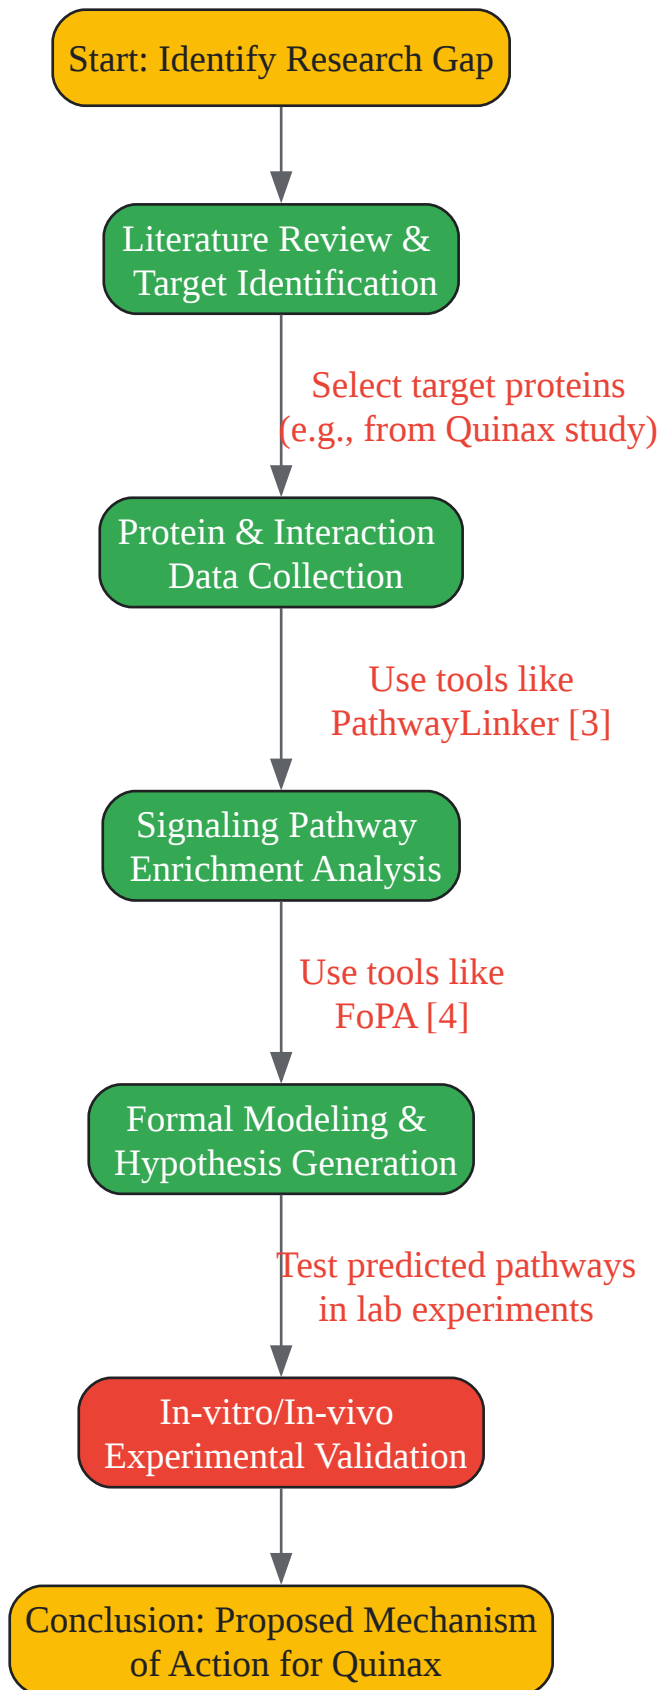 Start: Identify Research Gap
Literature Review &
Target Identification
Select target proteins
(e.g., from Quinax study)
Protein & Interaction
Data Collection
Use tools like
PathwayLinker [3]
Signaling Pathway
Enrichment Analysis
Use tools like
FoPA [4]
Formal Modeling &
Hypothesis Generation
Test predicted pathways
in lab experiments
In-vitro/In-vivo
Experimental Validation
Conclusion: Proposed Mechanism
of Action for Quinax